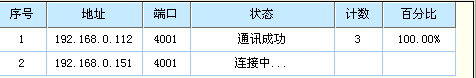 序号 地址 端口 状态 计数 百分比
1 192.168.0.112 4001 通讯成功 3 100.00%
2 192.168.0.151 4001 连接中...